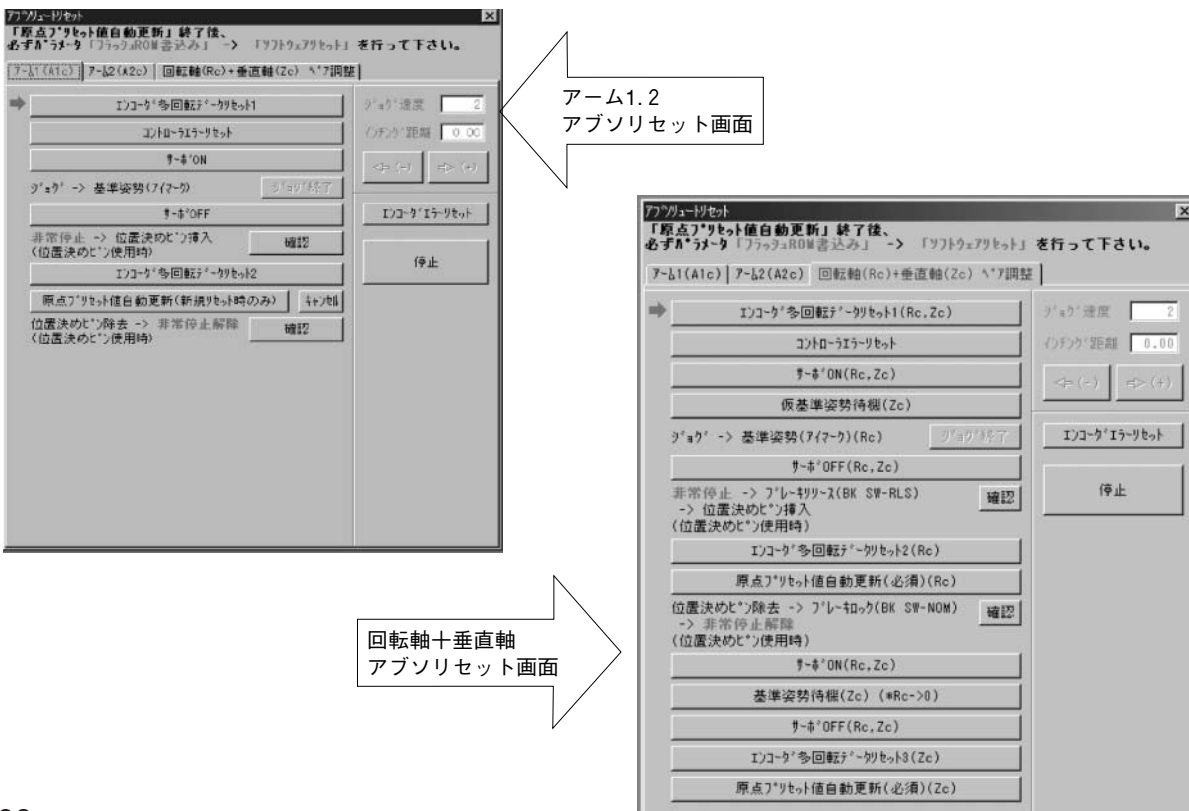 アブソリュートリセット
「原点プリセット値自動更新」終了後、
必ずパラメータ「フラッシュROM書込み」 -> 「ソフトウェアリセット」 を行って下さい。
アーム1(A1c) アーム2(A2c) 回転軸(Rc)+垂直軸(Zc) ペア調整
エンコーダ多回転データリセット1
コントローラエラーリセット
サーボON
ジョグ -> 基準姿勢(アイマーク) ジョグ終了
サーボOFF
非常停止 -> 位置決めピン挿入
(位置決めピン使用時) 確認
エンコーダ多回転データリセット2
原点プリセット値自動更新(新規リセット時のみ) キャンセル
位置決めピン除去 -> 非常停止解除
(位置決めピン使用時) 確認
ジョグ速度 2
インチング距離 0.00
<=(-) =>(+)
エンコーダエラーリセット
停止
アーム1.2
アブソリセット画面
アブソリュートリセット
「原点プリセット値自動更新」終了後、
必ずパラメータ「フラッシュROM書込み」 -> 「ソフトウェアリセット」 を行って下さい。
アーム1(A1c) アーム2(A2c) 回転軸(Rc)+垂直軸(Zc) ペア調整
エンコーダ多回転データリセット1(Rc,Zc)
コントローラエラーリセット
サーボON(Rc,Zc)
仮基準姿勢待機(Zc)
ジョグ -> 基準姿勢(アイマーク)(Rc) ジョグ終了
サーボOFF(Rc,Zc)
非常停止 -> ブレーキリリース(BK SW-RLS)
-> 位置決めピン挿入
(位置決めピン使用時) 確認
エンコーダ多回転データリセット2(Rc)
原点プリセット値自動更新(必須)(Rc)
位置決めピン除去 -> ブレーキロック(BK SW-NOM)
-> 非常停止解除
(位置決めピン使用時) 確認
サーボON(Rc,Zc)
基準姿勢待機(Zc) (*Rc->0)
サーボOFF(Rc,Zc)
エンコーダ多回転データリセット3(Zc)
原点プリセット値自動更新(必須)(Zc)
ジョグ速度 2
インチング距離 0.00
<=(-) =>(+)
エンコーダエラーリセット
停止
回転軸+垂直軸
アブソリセット画面